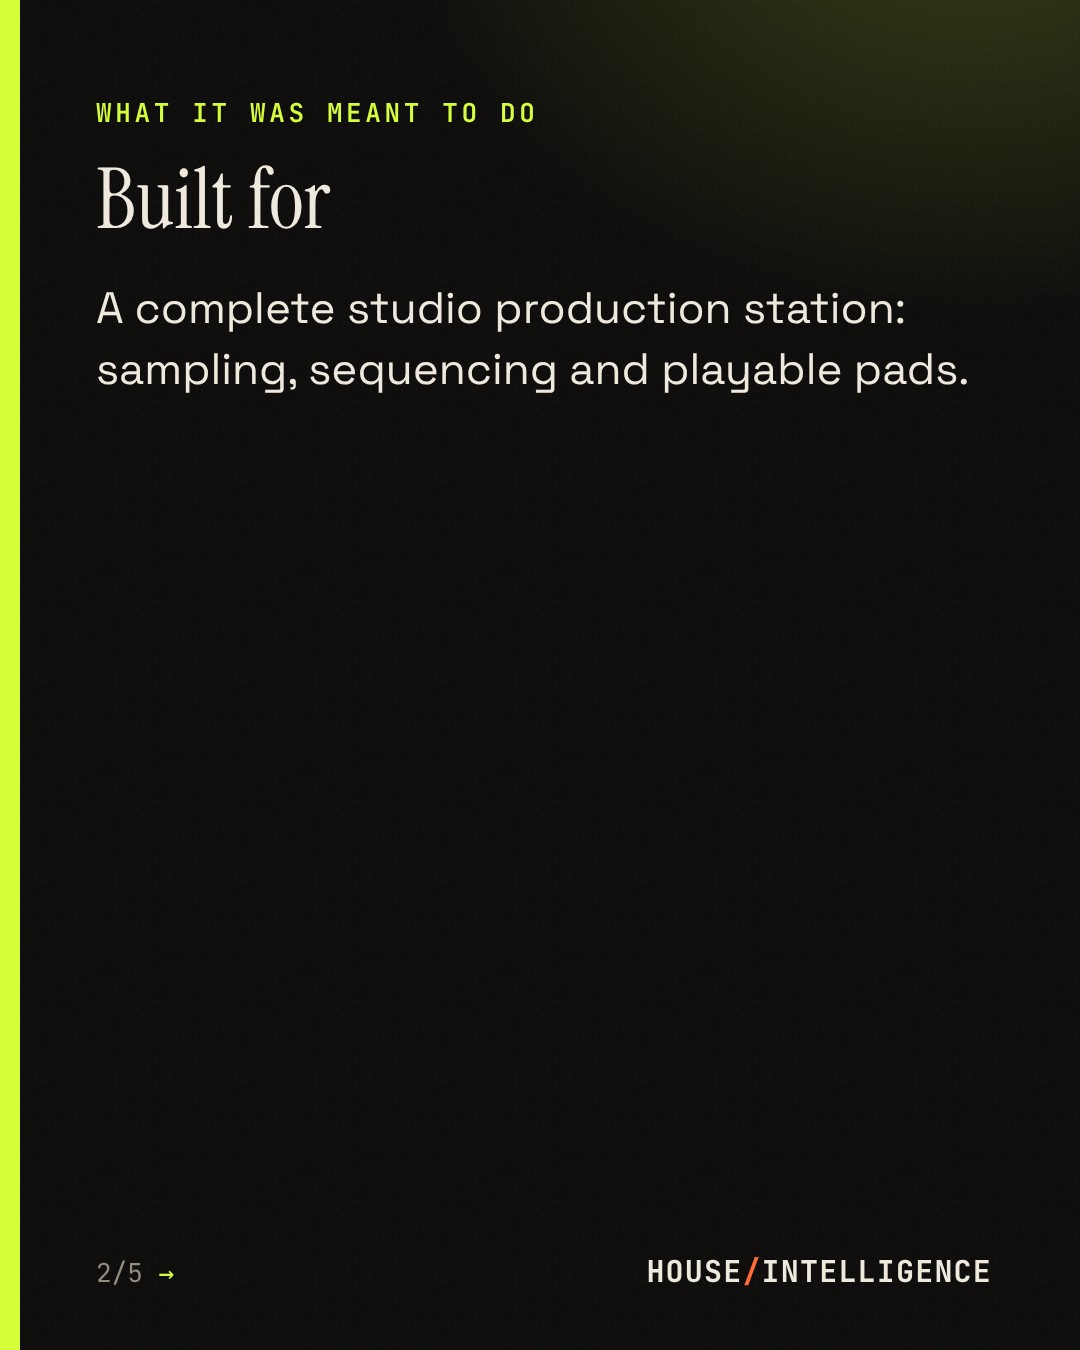 WHAT IT WAS MEANT TO DO
Built for
A complete studio production station:
sampling, sequencing and playable pads.
2/5 →
HOUSE/INTELLIGENCE